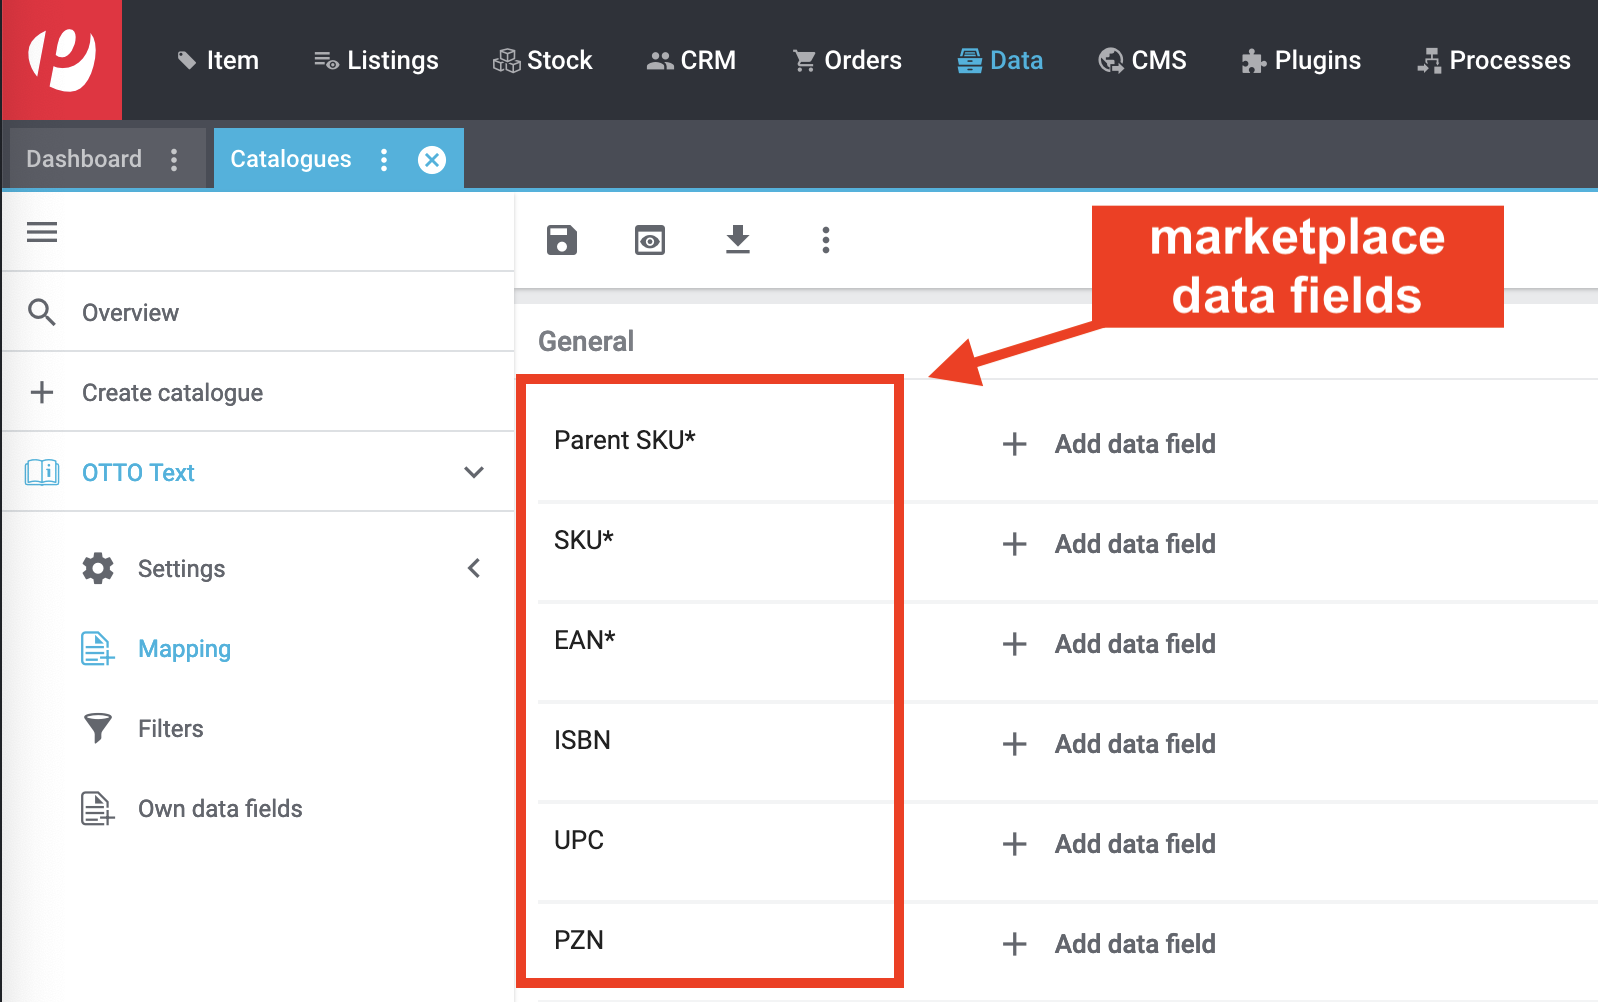 Item Listings Stock CRM Orders Data CMS Plugins Processes
Dashboard Catalogues
marketplace
data fields
Overview
General
Create catalogue
Parent SKU* Add data field
OTTO Text
SKU* Add data field
Settings
EAN* Add data field
Mapping
ISBN Add data field
Filters
Own data fields
UPC Add data field
PZN Add data field